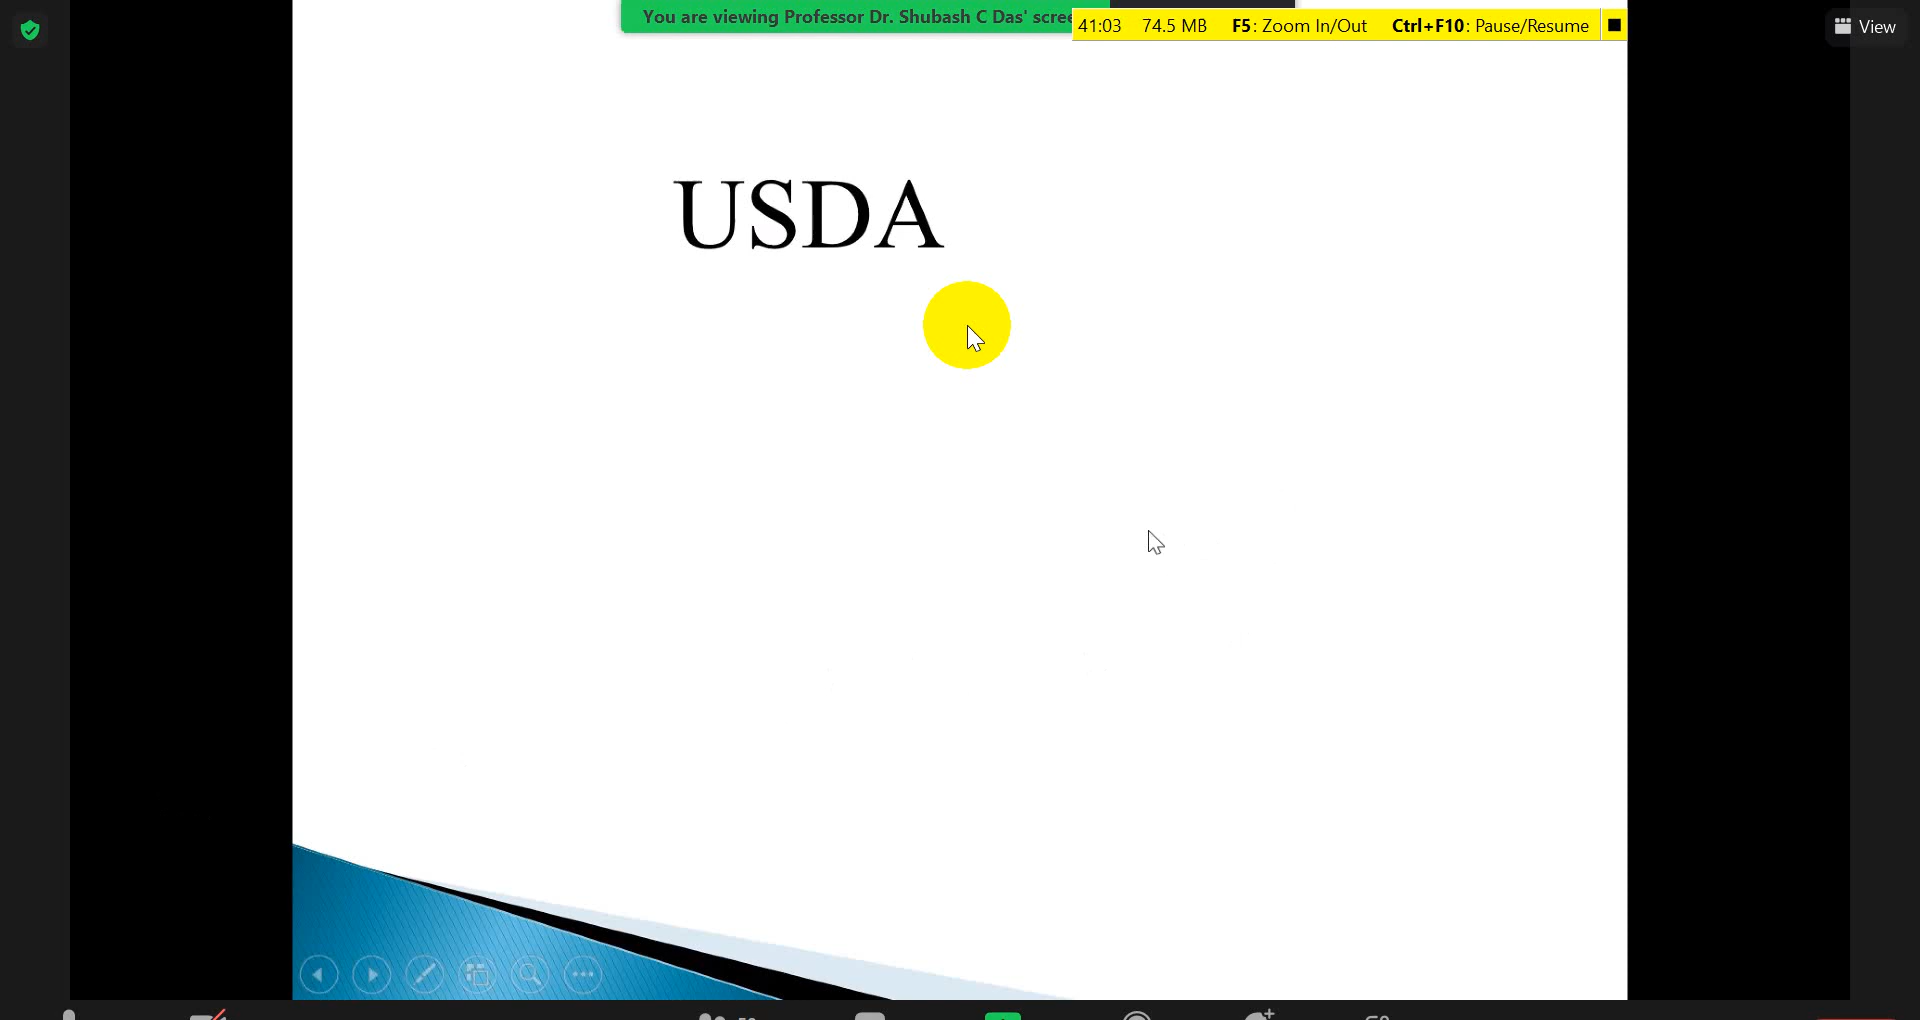 You are viewing Professor Dr. Shubash C Das' scree
41:03 74.5 MB F5: Zoom In/Out Ctrl+F10: Pause/Resume
View
USDA